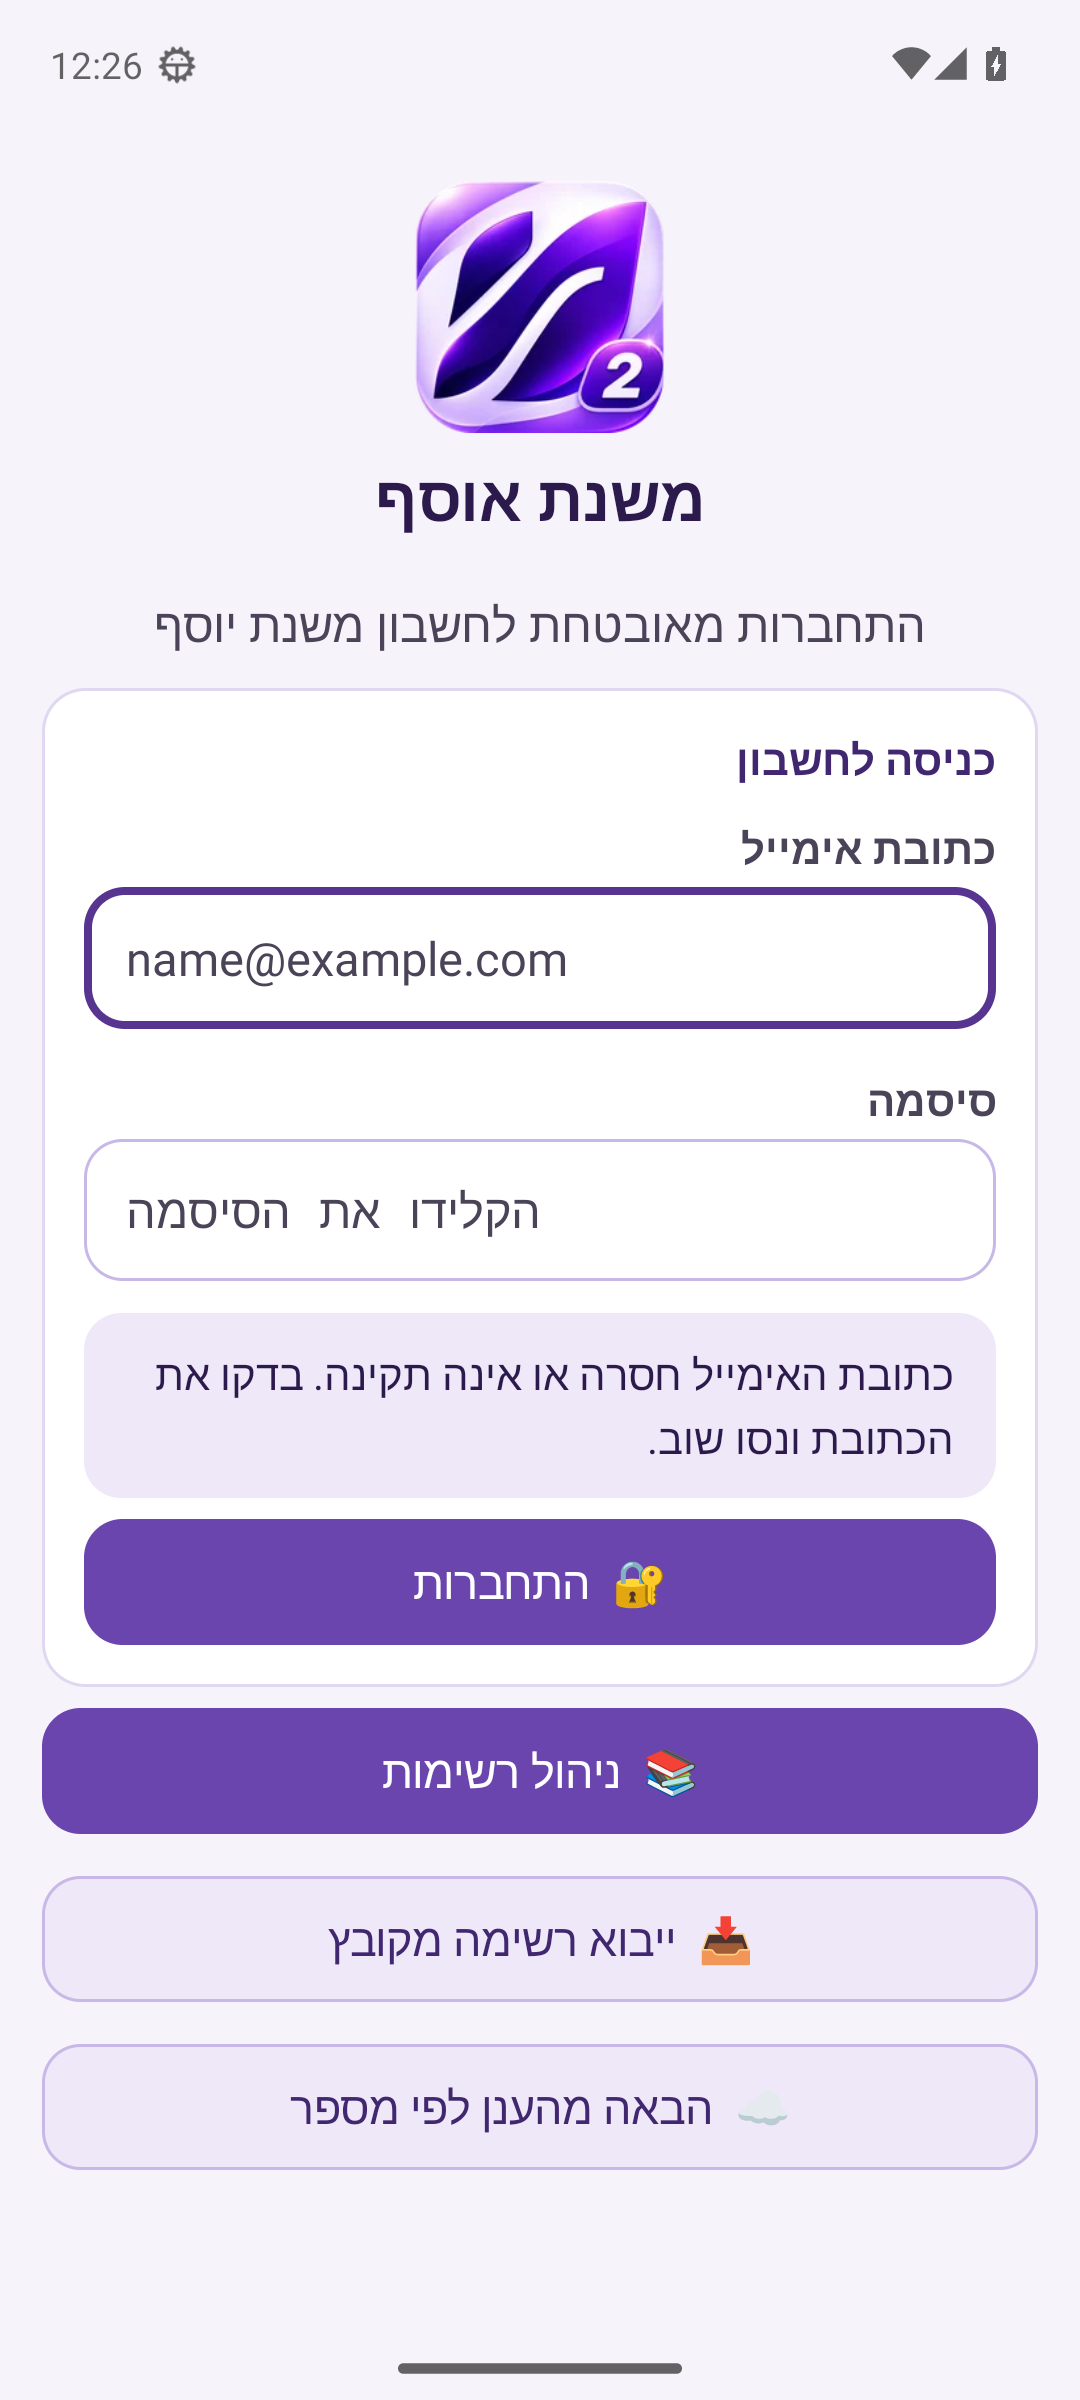 12:26
2
משנת אוסף
התחברות מאובטחת לחשבון משנת יוסף
כניסה לחשבון
כתובת אימייל
name@example.com
סיסמה
הקלידו את הסיסמה
כתובת האימייל חסרה או אינה תקינה. בדקו את
הכתובת ונסו שוב.
🔐 התחברות
📚 ניהול רשימות
📥 ייבוא רשימה מקובץ
☁️ הבאה מהענן לפי מספר